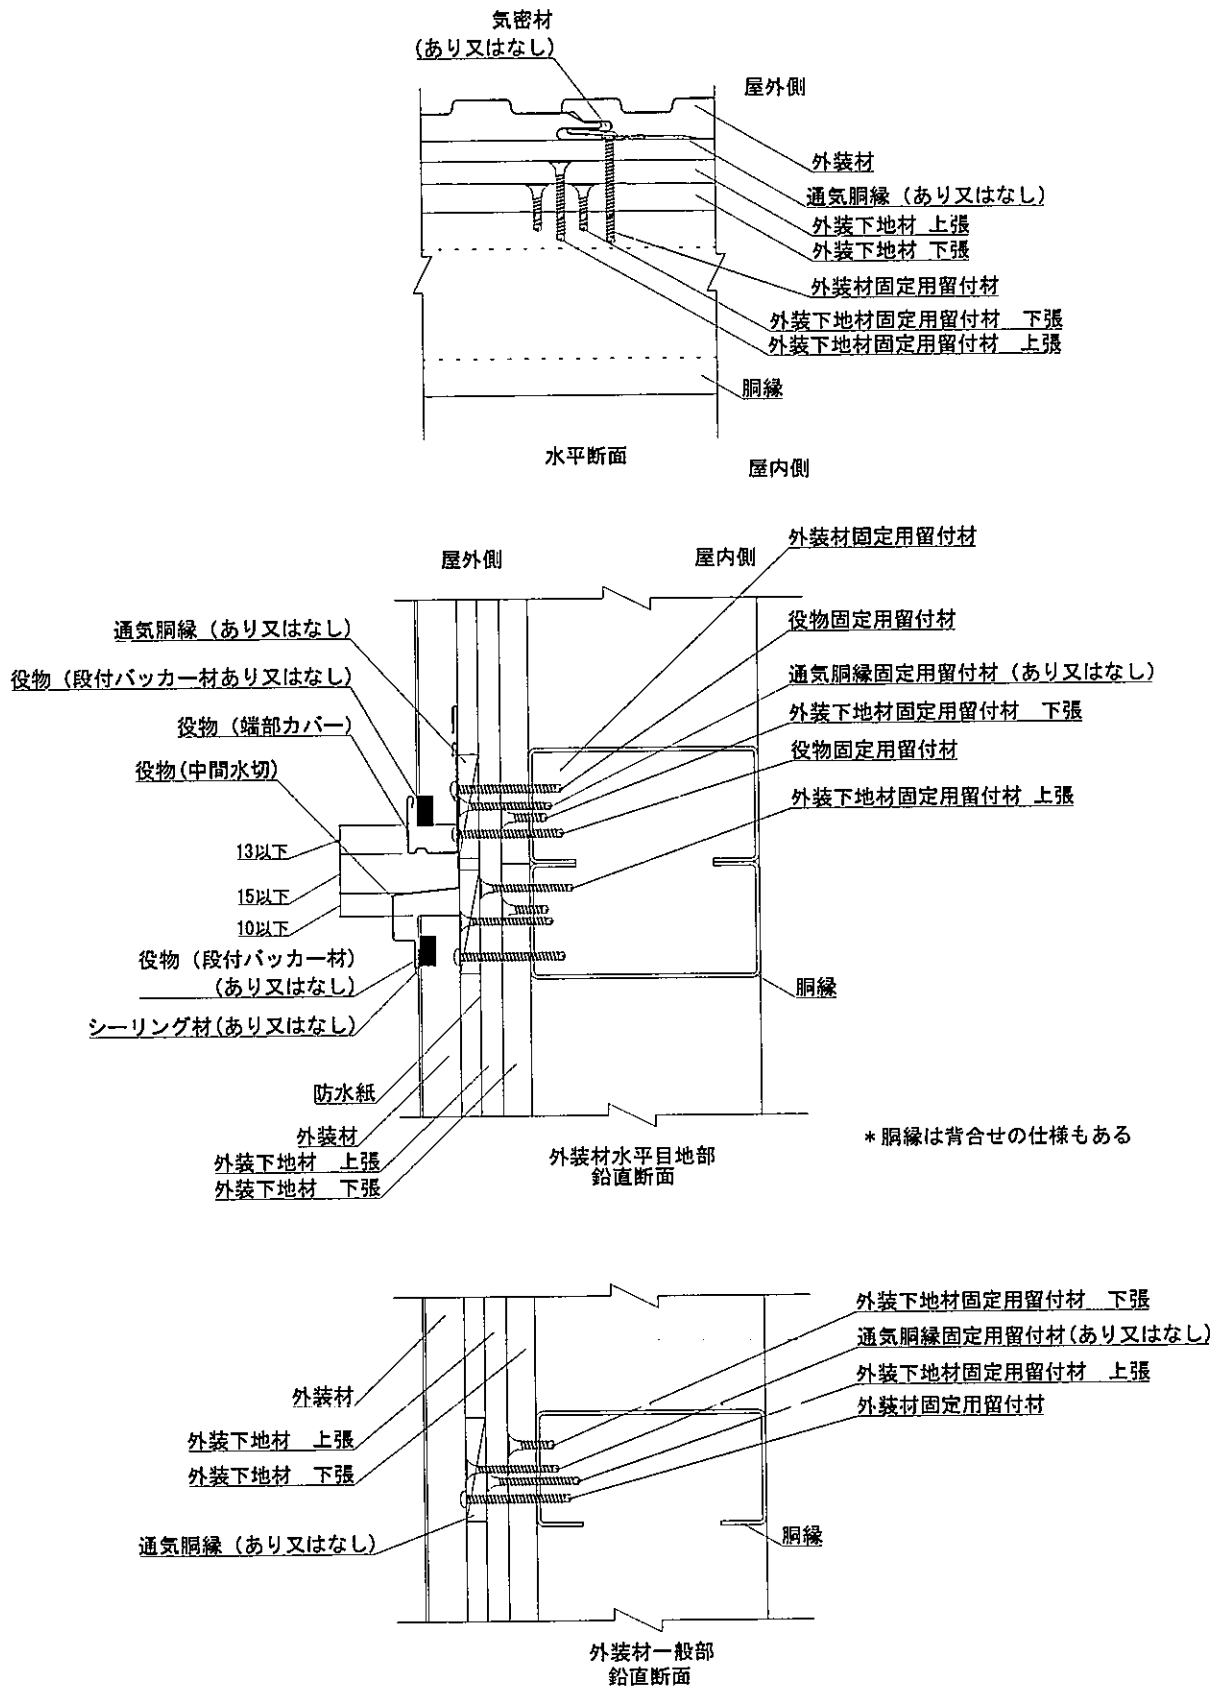 気密材
(あり又はなし)
屋外側
外装材
通気胴縁 (あり又はなし)
外装下地材 上張
外装下地材 下張
外装材固定用留付材
外装下地材固定用留付材 下張
外装下地材固定用留付材 上張
胴縁
水平断面
屋内側
屋外側
屋内側
外装材固定用留付材
通気胴縁 (あり又はなし)
役物固定用留付材
役物 (段付バッカー材あり又はなし)
通気胴縁固定用留付材 (あり又はなし)
役物 (端部カバー)
外装下地材固定用留付材 下張
役物(中間水切)
役物固定用留付材
外装下地材固定用留付材 上張
13以下
15以下
10以下
役物 (段付バッカー材)
(あり又はなし)
胴縁
シーリング材(あり又はなし)
防水紙
外装材
外装下地材 上張
外装下地材 下張
外装材水平目地部
鉛直断面
*胴縁は背合せの仕様もある
外装下地材固定用留付材 下張
通気胴縁固定用留付材(あり又はなし)
外装下地材固定用留付材 上張
外装材固定用留付材
外装材
外装下地材 上張
外装下地材 下張
通気胴縁 (あり又はなし)
胴縁
外装材一般部
鉛直断面